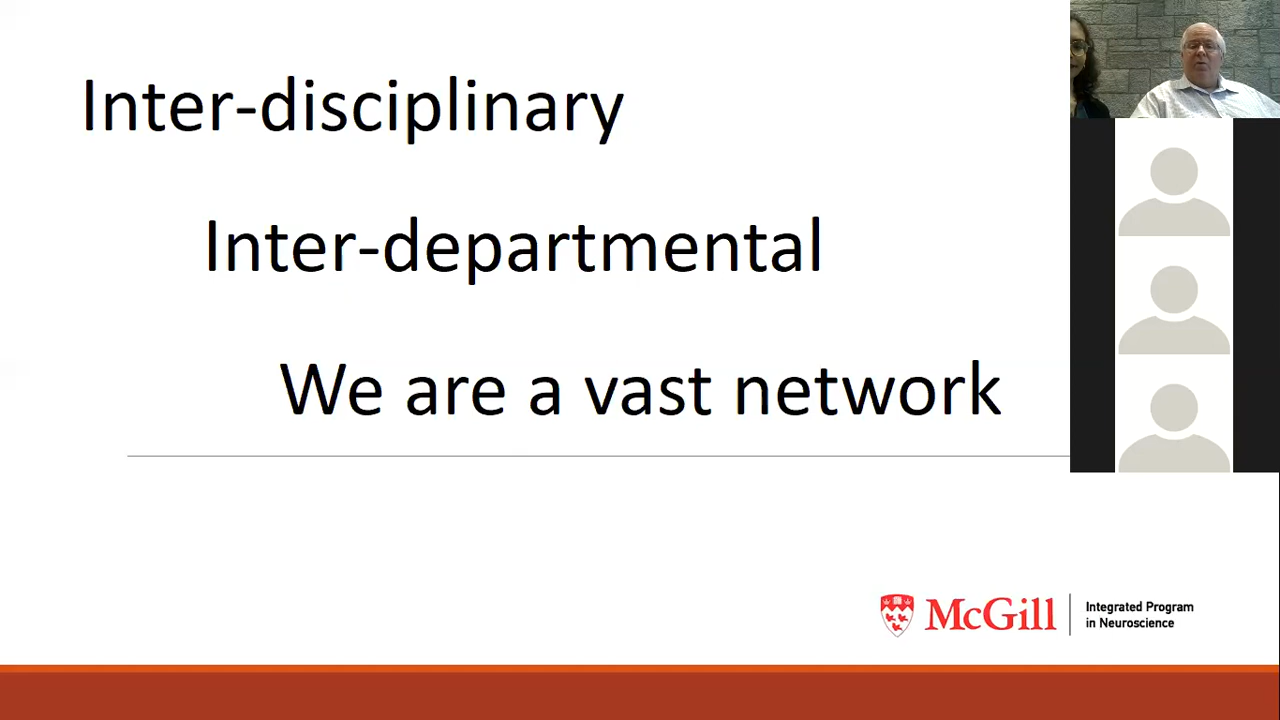 Inter-disciplinary
Inter-departmental
We are a vast network
McGill
Integrated Program
in Neuroscience